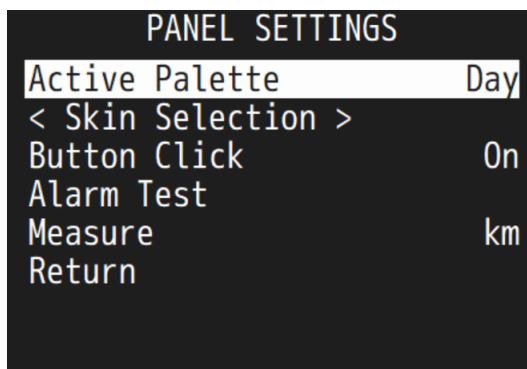 PANEL SETTINGS
Active Palette Day
< Skin Selection >
Button Click On
Alarm Test
Measure km
Return